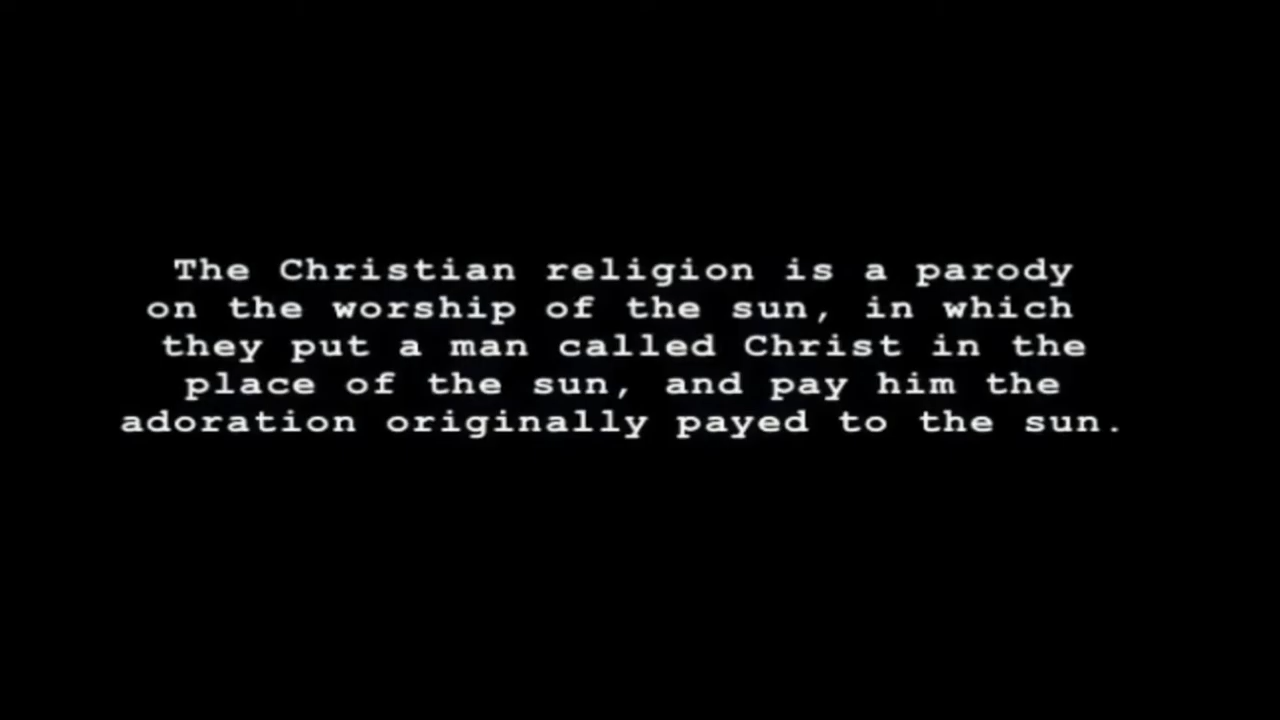 The Christian religion is a parody
on the worship of the sun, in which
they put a man called Christ in the
place of the sun, and pay him the
adoration originally payed to the sun.